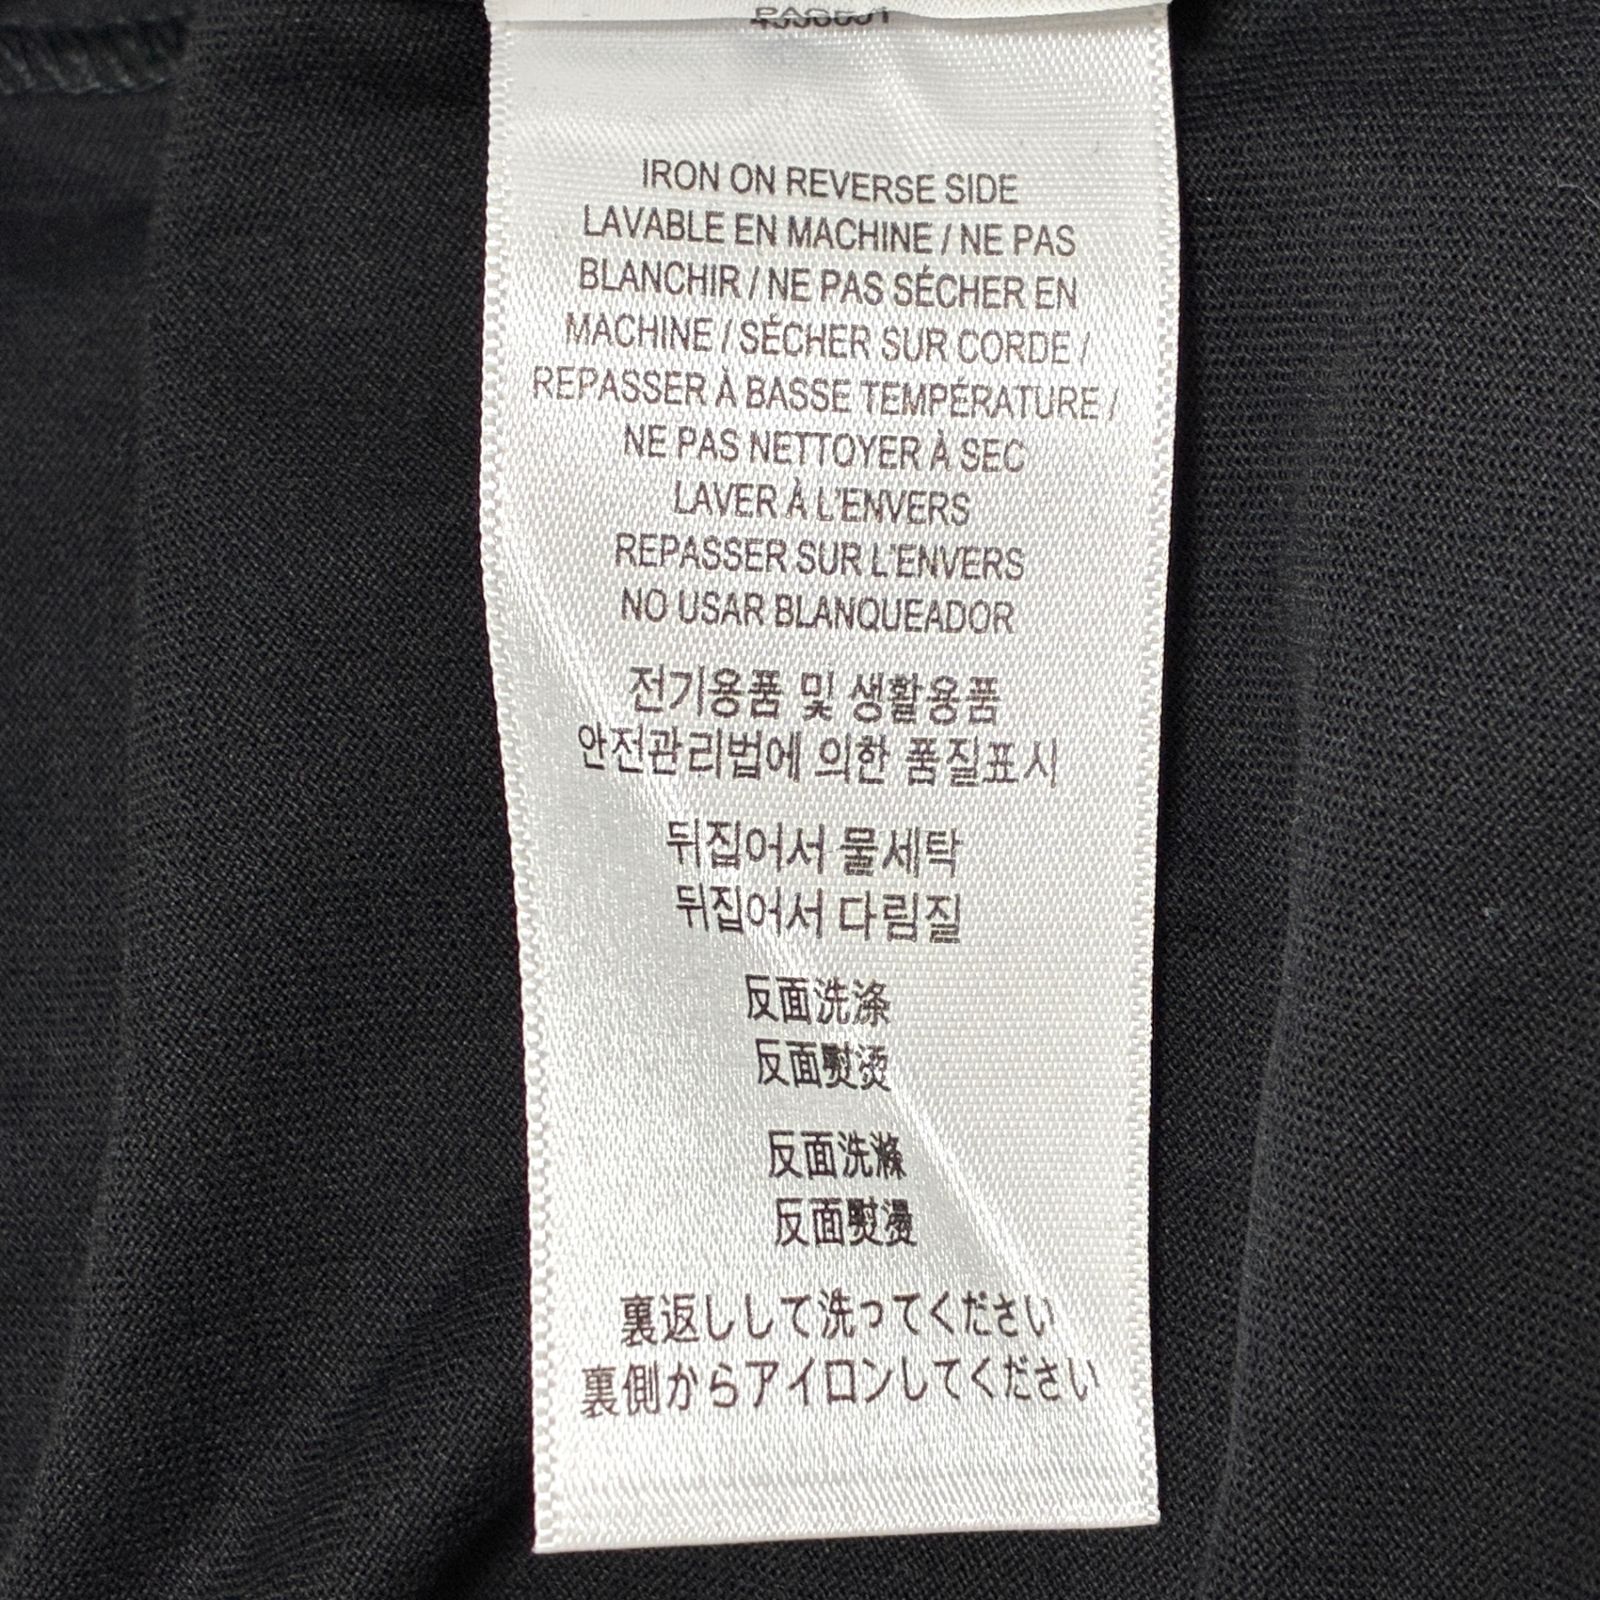 IRON ON REVERSE SIDE
LAVABLE EN MACHINE / NE PAS
BLANCHIR / NE PAS SÉCHER EN
MACHINE / SÉCHER SUR CORDE /
REPASSER À BASSE TEMPÉRATURE /
NE PAS NETTOYER À SEC
LAVER À L'ENVERS
REPASSER SUR L'ENVERS
NO USAR BLANQUEADOR
전기용품 및 생활용품
안전관리법에 의한 품질표시
뒤집어서 물세탁
뒤집어서 다림질
反面洗涤
反面熨烫
反面洗滌
反面熨燙
裏返しして洗ってください
裏側からアイロンしてください